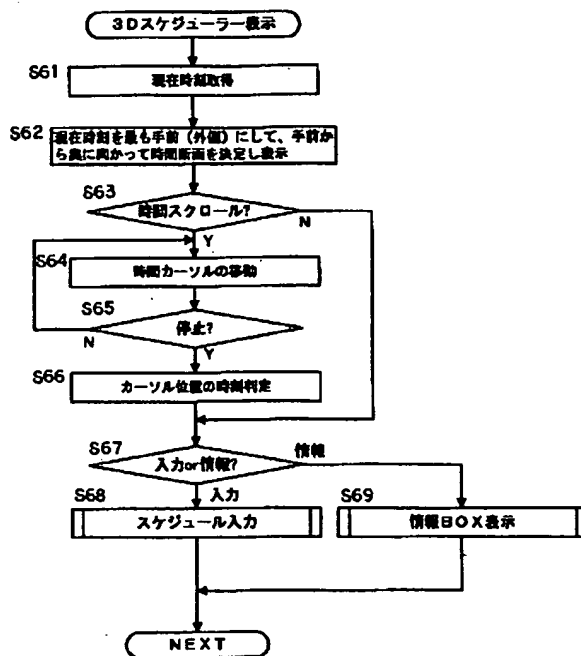 3Dスケジューラー表示
S61
現在時刻取得
S62
現在時刻を最も手前（外側）にして、手前
から奥に向かって時間断面を決定し表示
S63
時間スクロール?
N
Y
S64
時間カーソルの移動
S65
停止?
N
Y
S66
カーソル位置の時刻判定
S67
入力or情報?
情報
入力
S68
スケジュール入力
S69
情報BOX表示
NEXT